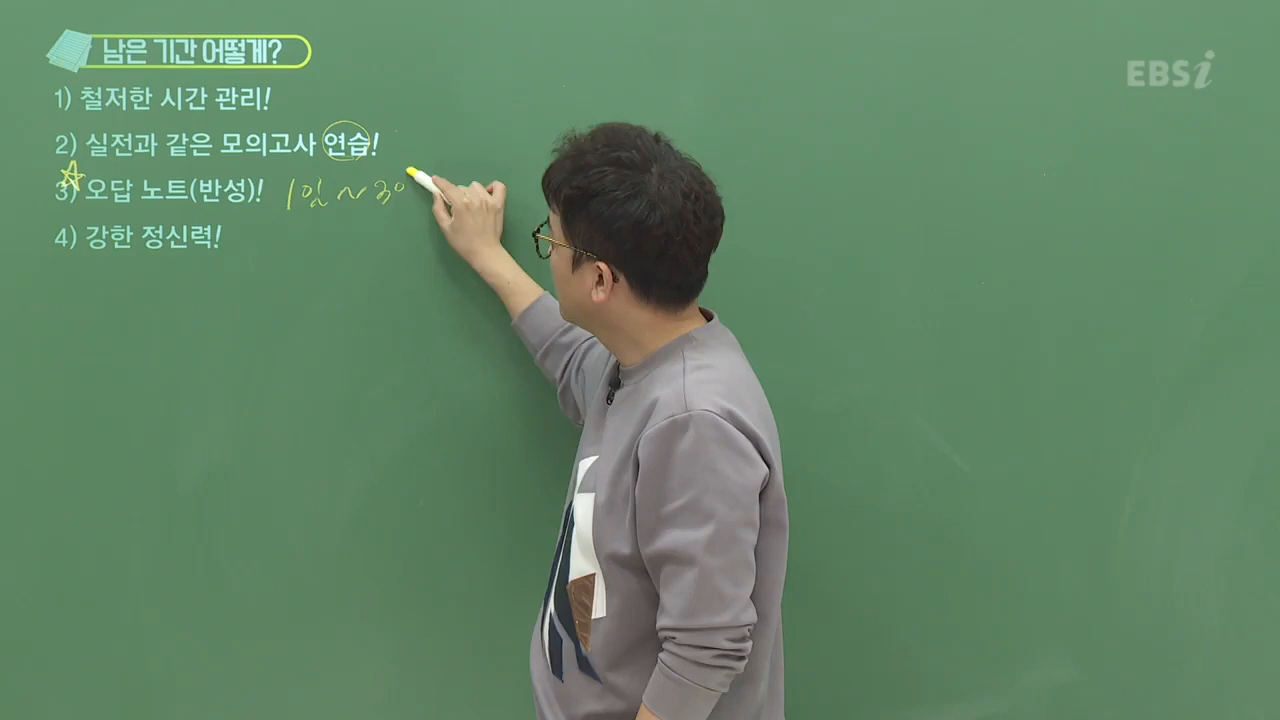 남은 기간 어떻게?
EBSi
1) 철저한 시간 관리!
2) 실전과 같은 모의고사 연습!
3) 오답 노트(반성)! 1일 ~ 30
4) 강한 정신력!